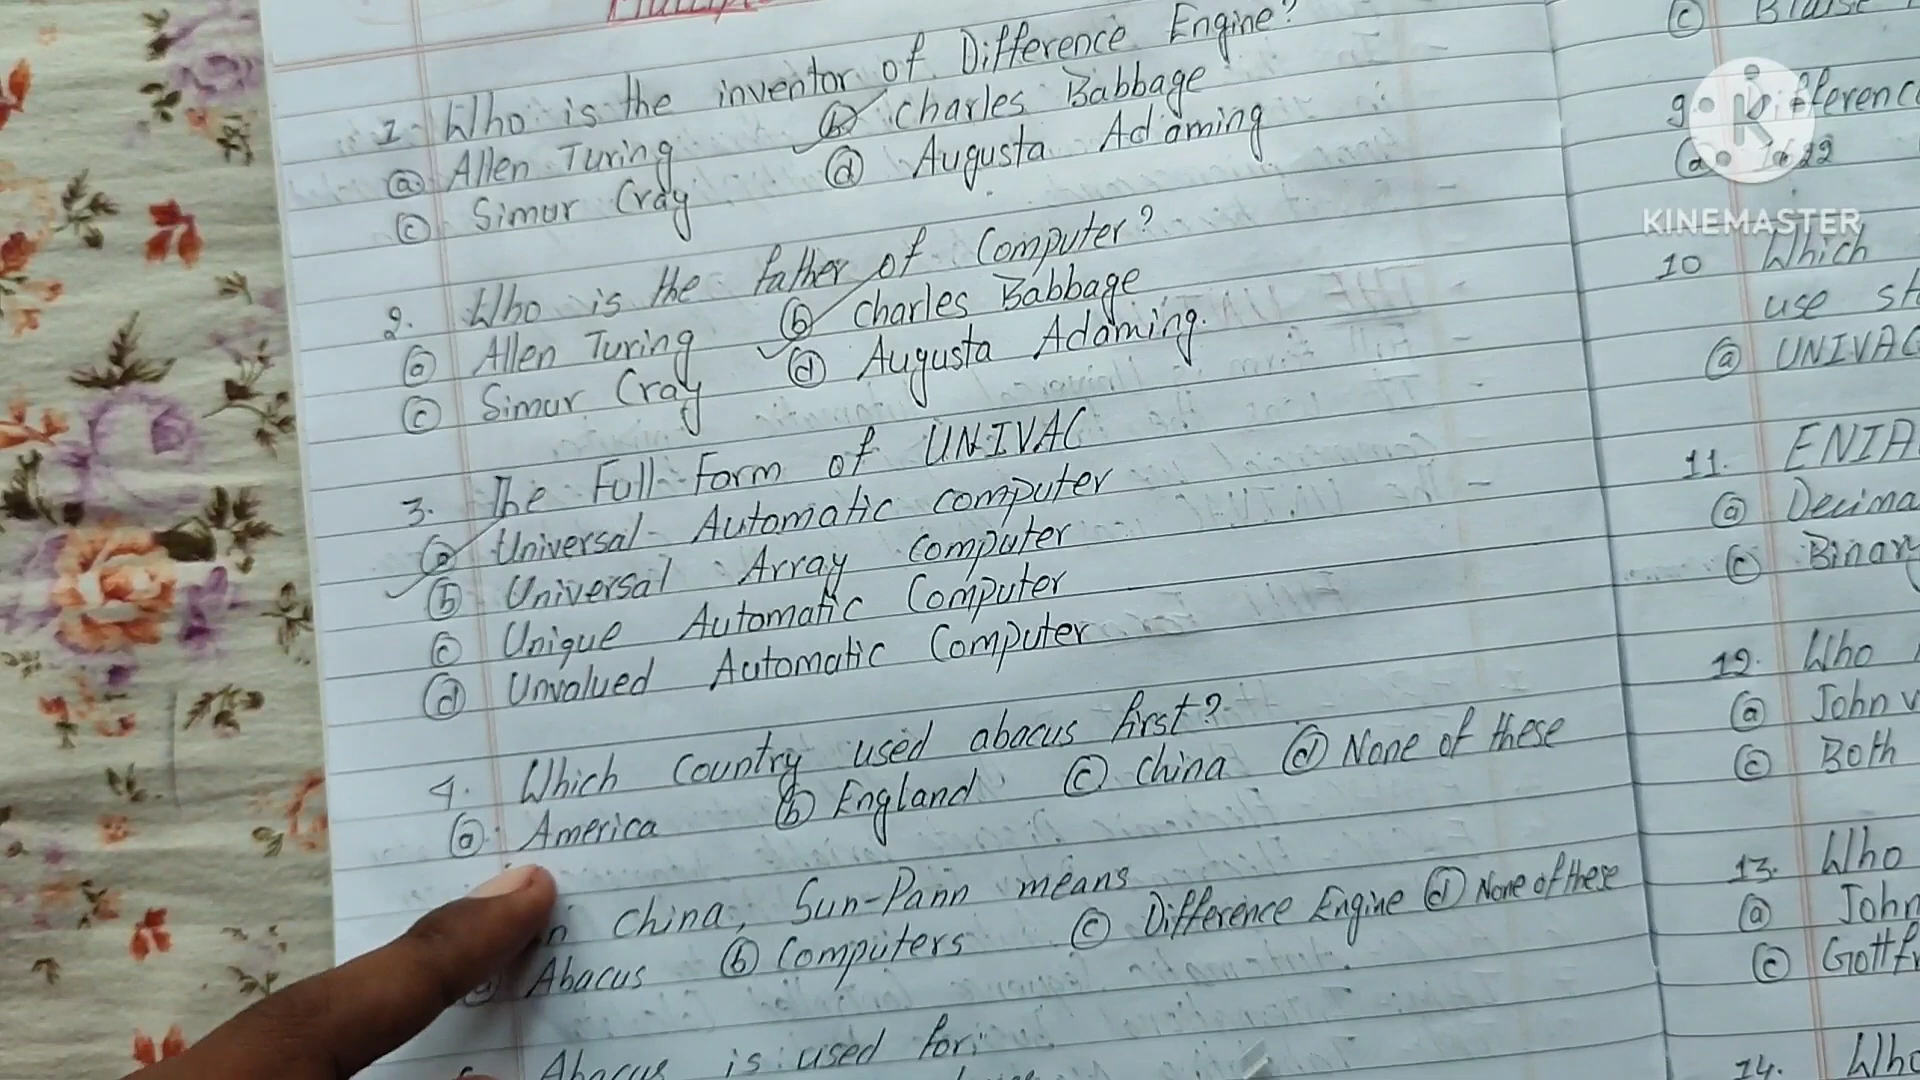 1. Who is the inventor of Difference Engine?
ⓐ Allen Turing ⓑ Charles Babbage
ⓒ Simur Cray ⓓ Augusta Adaming
2. Who is the father of Computer?
ⓐ Allen Turing ⓑ Charles Babbage
ⓒ Simur Cray ⓓ Augusta Adaming.
3. The Full Form of UNIVAC
ⓐ Universal Automatic computer
ⓑ Universal Array Computer
ⓒ Unique Automatic Computer
ⓓ Unvalued Automatic Computer
4. Which Country used abacus first?
ⓐ America ⓑ England ⓒ China ⓓ None of these
China, Sun-Pann means
Abacus ⓑ Computers ⓒ Difference Engine ⓓ None of these
Abacus is used for:
ⓒ
9.
KINEMASTER
10 Which
use
ⓐ UNIVAC
11.
ⓐ
ⓒ Binary
12. Who
ⓐ John
ⓒ Both
13. Who
ⓐ John
ⓒ
14. Who